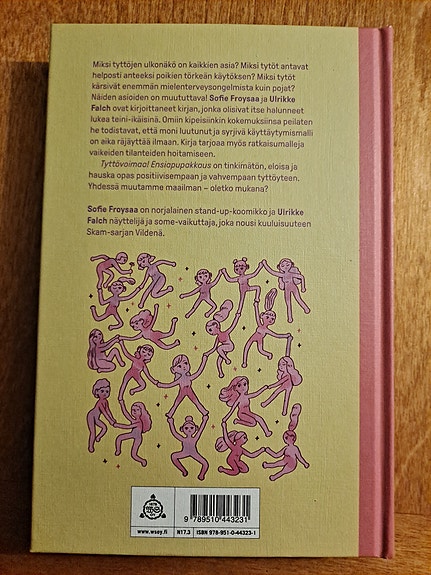 Miksi tyttöjen ulkonäkö on kaikkien asia? Miksi tytöt antavat
helposti anteeksi poikien törkeän käytöksen? Miksi tytöt
kärsivät enemmän mielenterveysongelmista kuin pojat?
Näiden asioiden on muututtava! Sofie Frøysaa ja Ulrikke
Falch ovat kirjoittaneet kirjan, jonka olisivat itse halunneet
lukea teini-ikäisinä. Omiin kipeisiinkin kokemuksiinsa peilaten
he todistavat, että moni luutunut ja syrjivä käyttäytymismalli
on aika räjäyttää ilmaan. Kirja tarjoaa myös ratkaisumalleja
vaikeiden tilanteiden hoitamiseen.
Tyttövoimaa! Ensiapupakkaus on tinkimätön, eloisa ja
hauska opas positiivisempaan ja vahvempaan tyttöyteen.
Yhdessä muutamme maailman – oletko mukana?
Sofie Frøysaa on norjalainen stand-up-koomikko ja Ulrikke
Falch näyttelijä ja some-vaikuttaja, joka nousi kuuluisuuteen
Skam-sarjan Vildenä.
9 789510 443231
www.wsoy.fi
N17.3
ISBN 978-951-0-44323-1